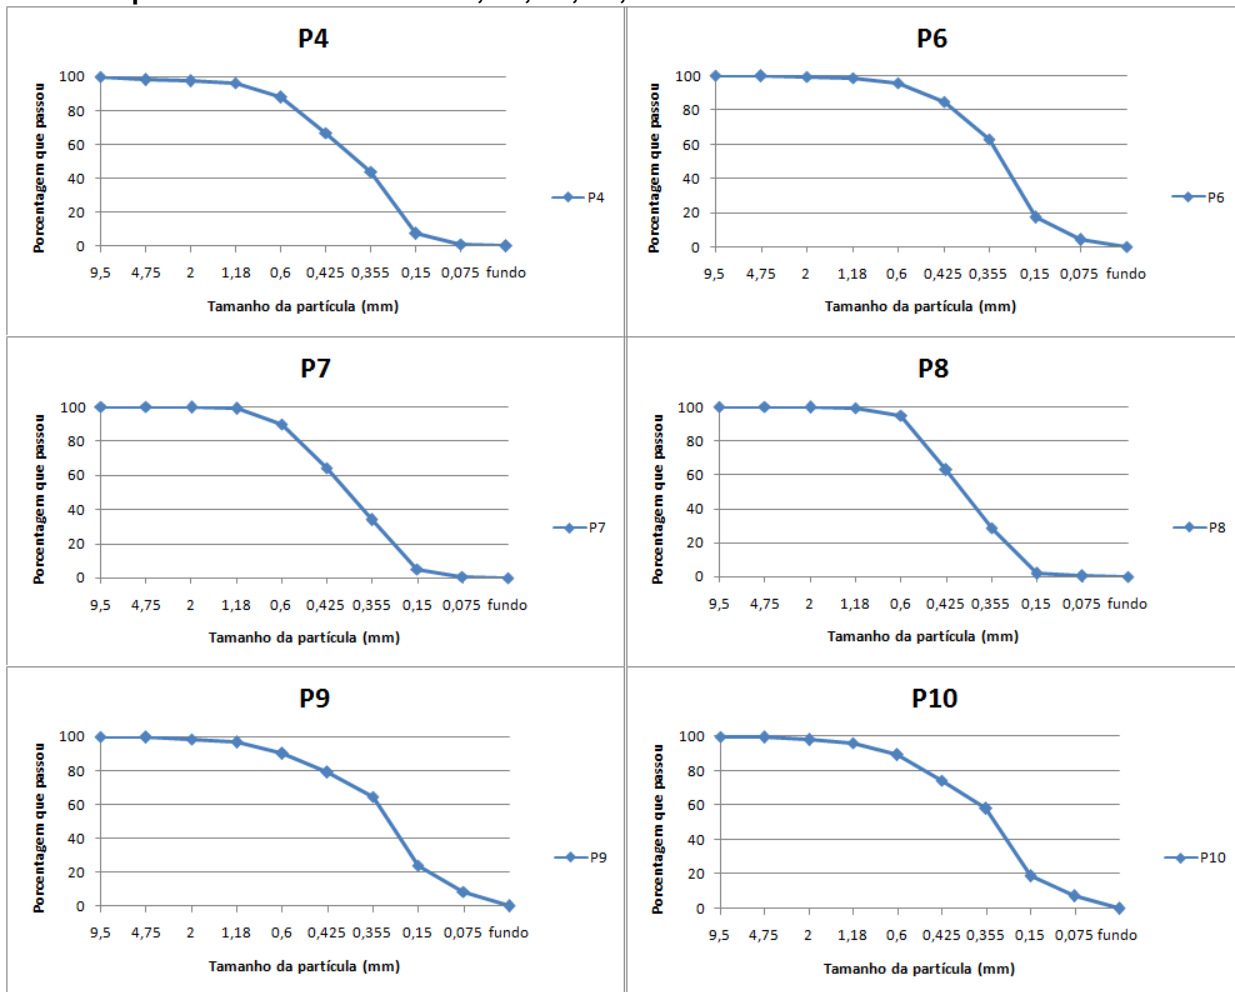 P4
Porcentagem que passou
100
80
60
40
20
0
9,5 4,75 2 1,18 0,6 0,425 0,355 0,15 0,075 fundo
Tamanho da partícula (mm)
P4
P6
Porcentagem que passou
100
80
60
40
20
0
9,5 4,75 2 1,18 0,6 0,425 0,355 0,15 0,075 fundo
Tamanho da partícula (mm)
P6
P7
Porcentagem que passou
100
80
60
40
20
0
9,5 4,75 2 1,18 0,6 0,425 0,355 0,15 0,075 fundo
Tamanho da partícula (mm)
P7
P8
Porcentagem que passou
100
80
60
40
20
0
9,5 4,75 2 1,18 0,6 0,425 0,355 0,15 0,075 fundo
Tamanho da partícula (mm)
P8
P9
Porcentagem que passou
100
80
60
40
20
0
9,5 4,75 2 1,18 0,6 0,425 0,355 0,15 0,075 fundo
Tamanho da partícula (mm)
P9
P10
Porcentagem que passou
100
80
60
40
20
0
9,5 4,75 2 1,18 0,6 0,425 0,355 0,15 0,075 fundo
Tamanho da partícula (mm)
P10